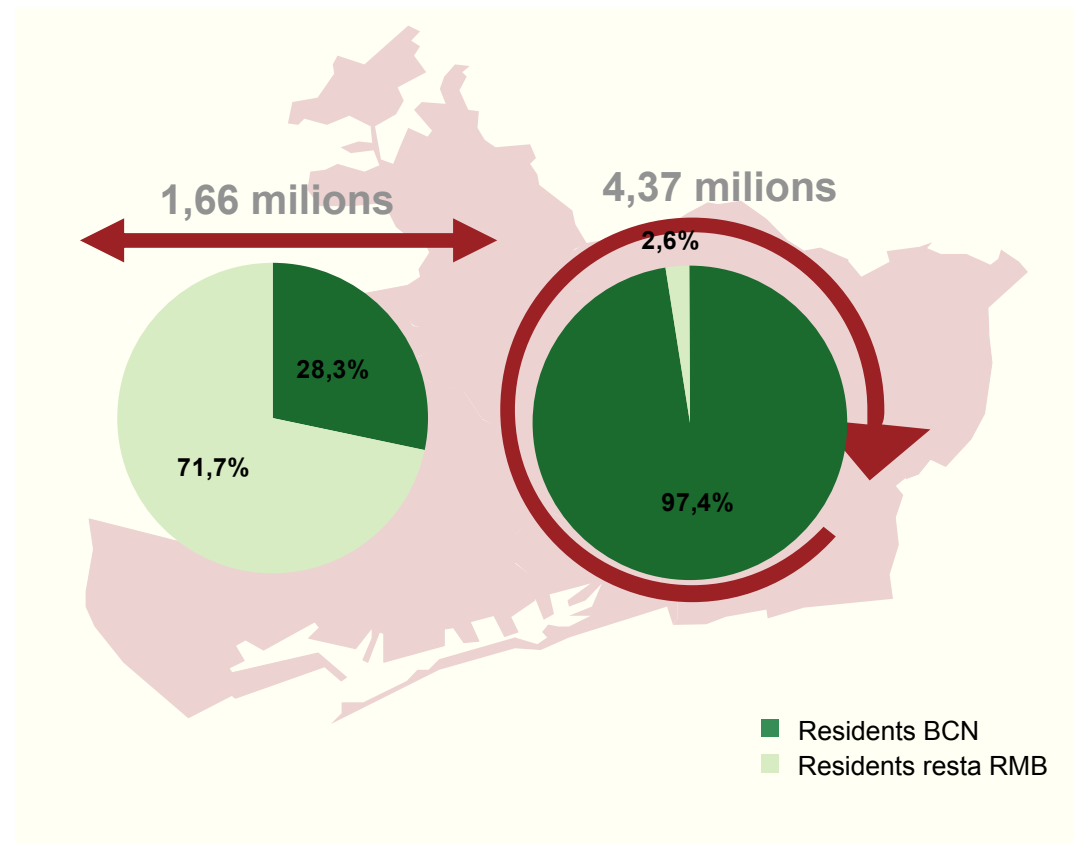 1,66 milions
4,37 milions
2,6%
28,3%
71,7%
97,4%
Residents BCN
Residents resta RMB